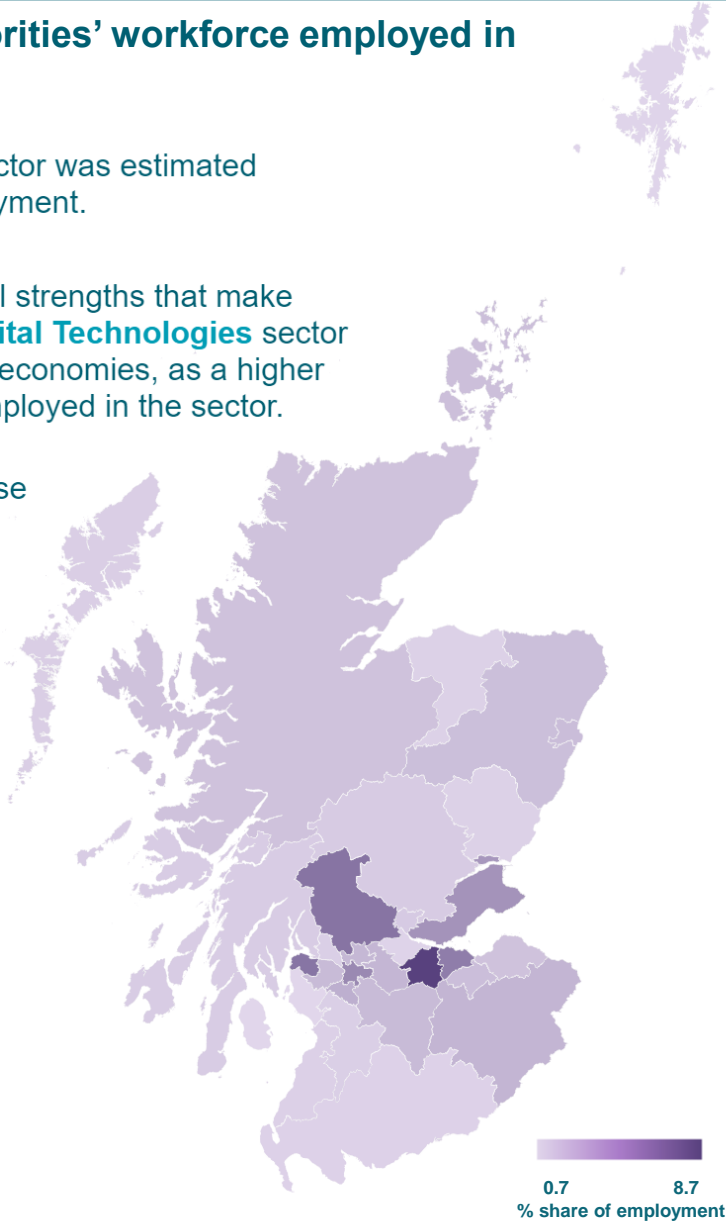 orities' workforce employed in
ctor was estimated
yment.
l strengths that make
ital Technologies sector
economies, as a higher
ployed in the sector.
se
0.7 8.7
% share of employment